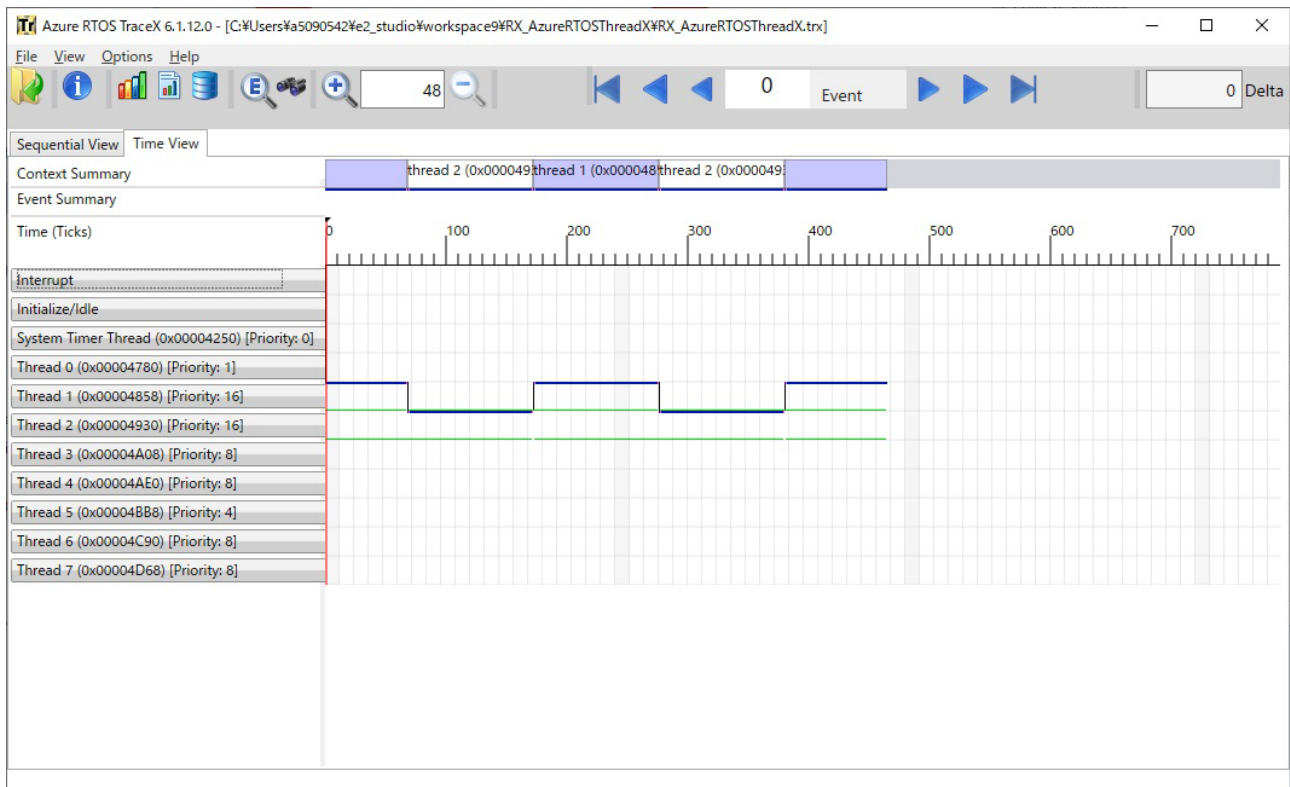 Tr Azure RTOS TraceX 6.1.12.0 - [C:¥Users¥a5090542¥e2_studio¥workspace9¥RX_AzureRTOSThreadX¥RX_AzureRTOSThreadX.trx]
File View Options Help
48 0 Event 0 Delta
Sequential View Time View
Context Summary thread 2 (0x000049 thread 1 (0x000048 thread 2 (0x000049
Event Summary
Time (Ticks) 0 100 200 300 400 500 600 700
Interrupt
Initialize/Idle
System Timer Thread (0x00004250) [Priority: 0]
Thread 0 (0x00004780) [Priority: 1]
Thread 1 (0x00004858) [Priority: 16]
Thread 2 (0x00004930) [Priority: 16]
Thread 3 (0x00004A08) [Priority: 8]
Thread 4 (0x00004AE0) [Priority: 8]
Thread 5 (0x00004BB8) [Priority: 4]
Thread 6 (0x00004C90) [Priority: 8]
Thread 7 (0x00004D68) [Priority: 8]